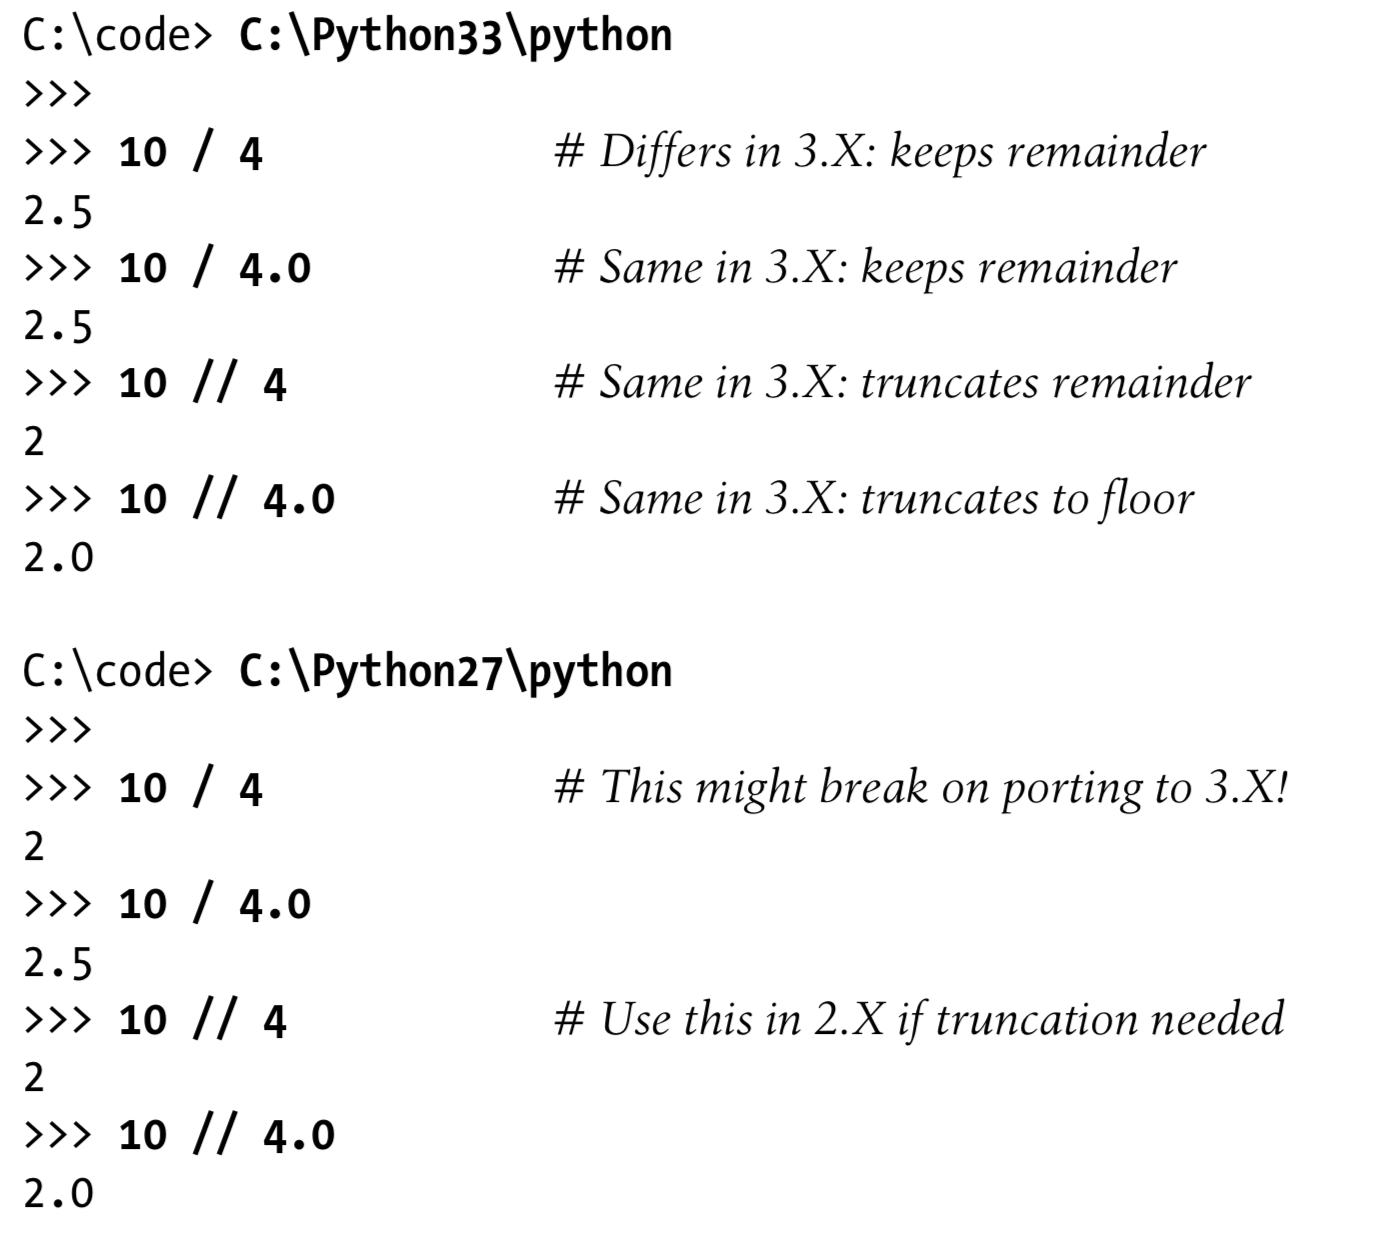 C:\code> C:\Python33\python
>>>
>>> 10 / 4 # Differs in 3.X: keeps remainder
2.5
>>> 10 / 4.0 # Same in 3.X: keeps remainder
2.5
>>> 10 // 4 # Same in 3.X: truncates remainder
2
>>> 10 // 4.0 # Same in 3.X: truncates to floor
2.0
C:\code> C:\Python27\python
>>>
>>> 10 / 4 # This might break on porting to 3.X!
2
>>> 10 / 4.0
2.5
>>> 10 // 4 # Use this in 2.X if truncation needed
2
>>> 10 // 4.0
2.0